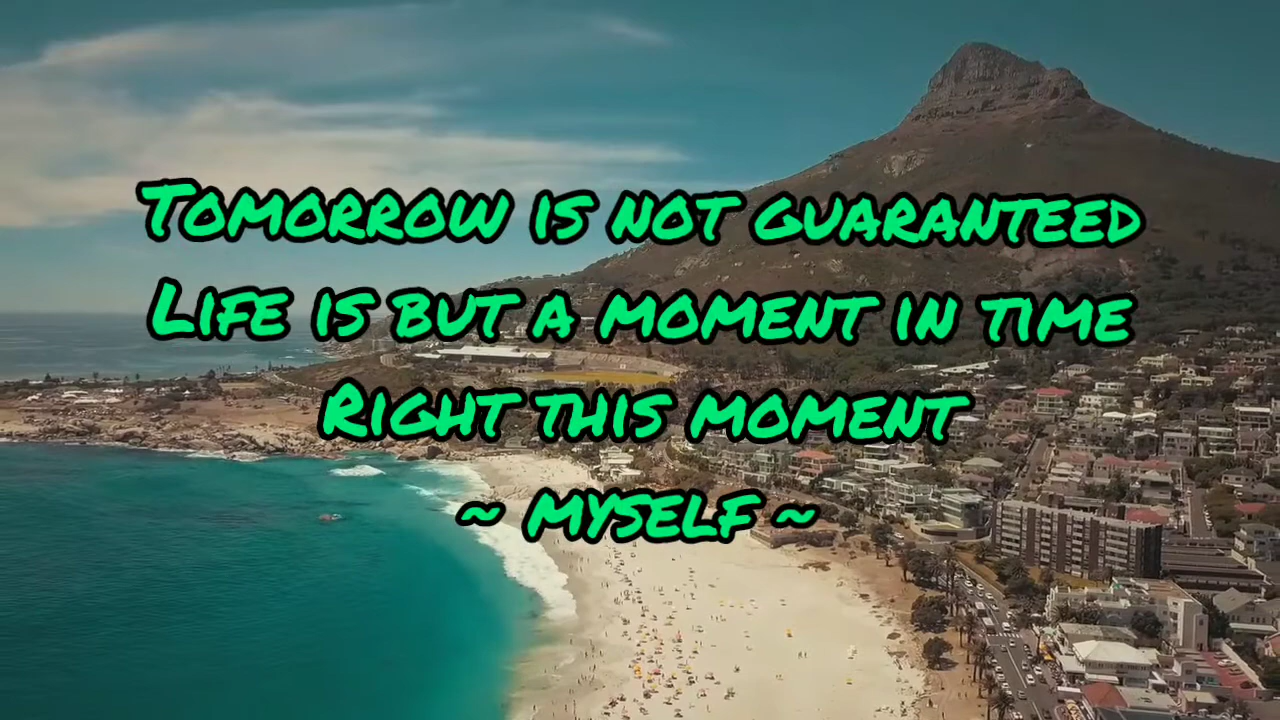 Tomorrow is not guaranteed
Life is but a moment in time
Right this moment
~ myself ~